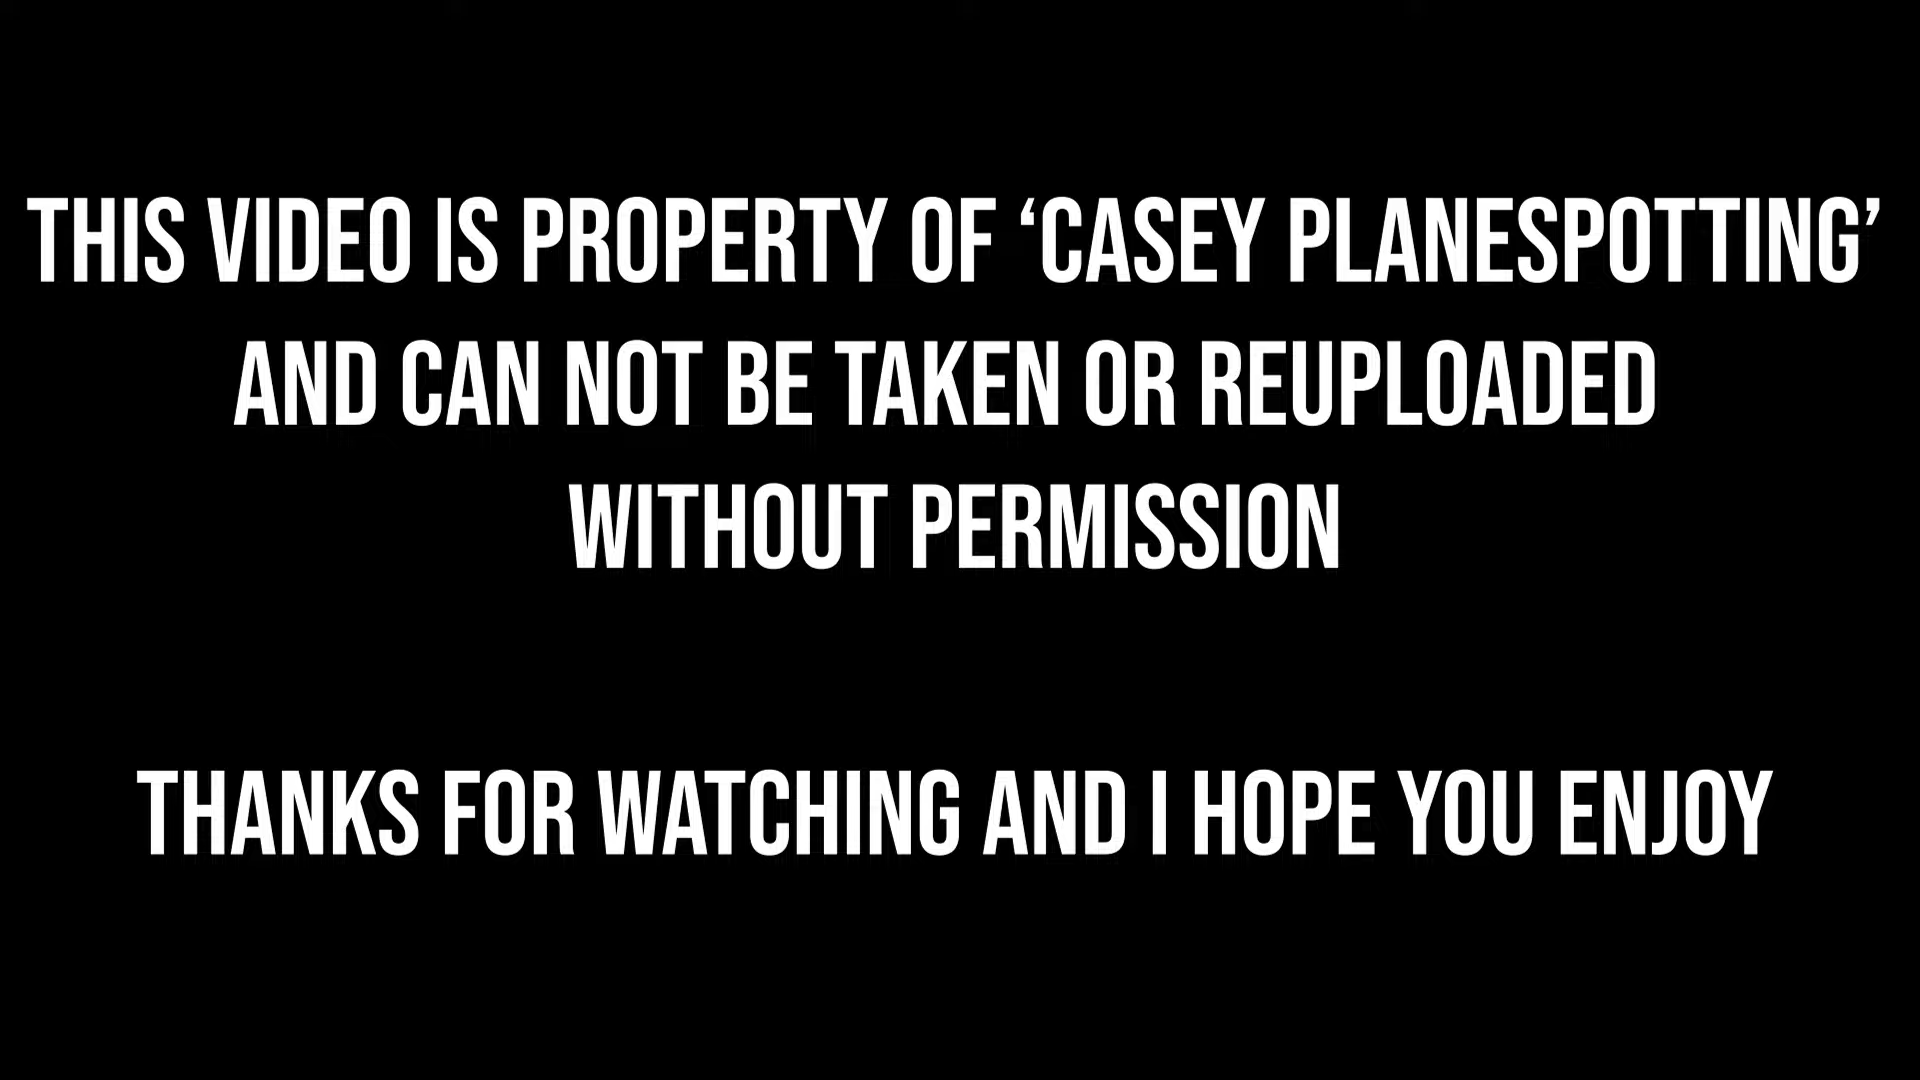 THIS VIDEO IS PROPERTY OF ‘CASEY PLANESPOTTING’
AND CAN NOT BE TAKEN OR REUPLOADED
WITHOUT PERMISSION
THANKS FOR WATCHING AND I HOPE YOU ENJOY